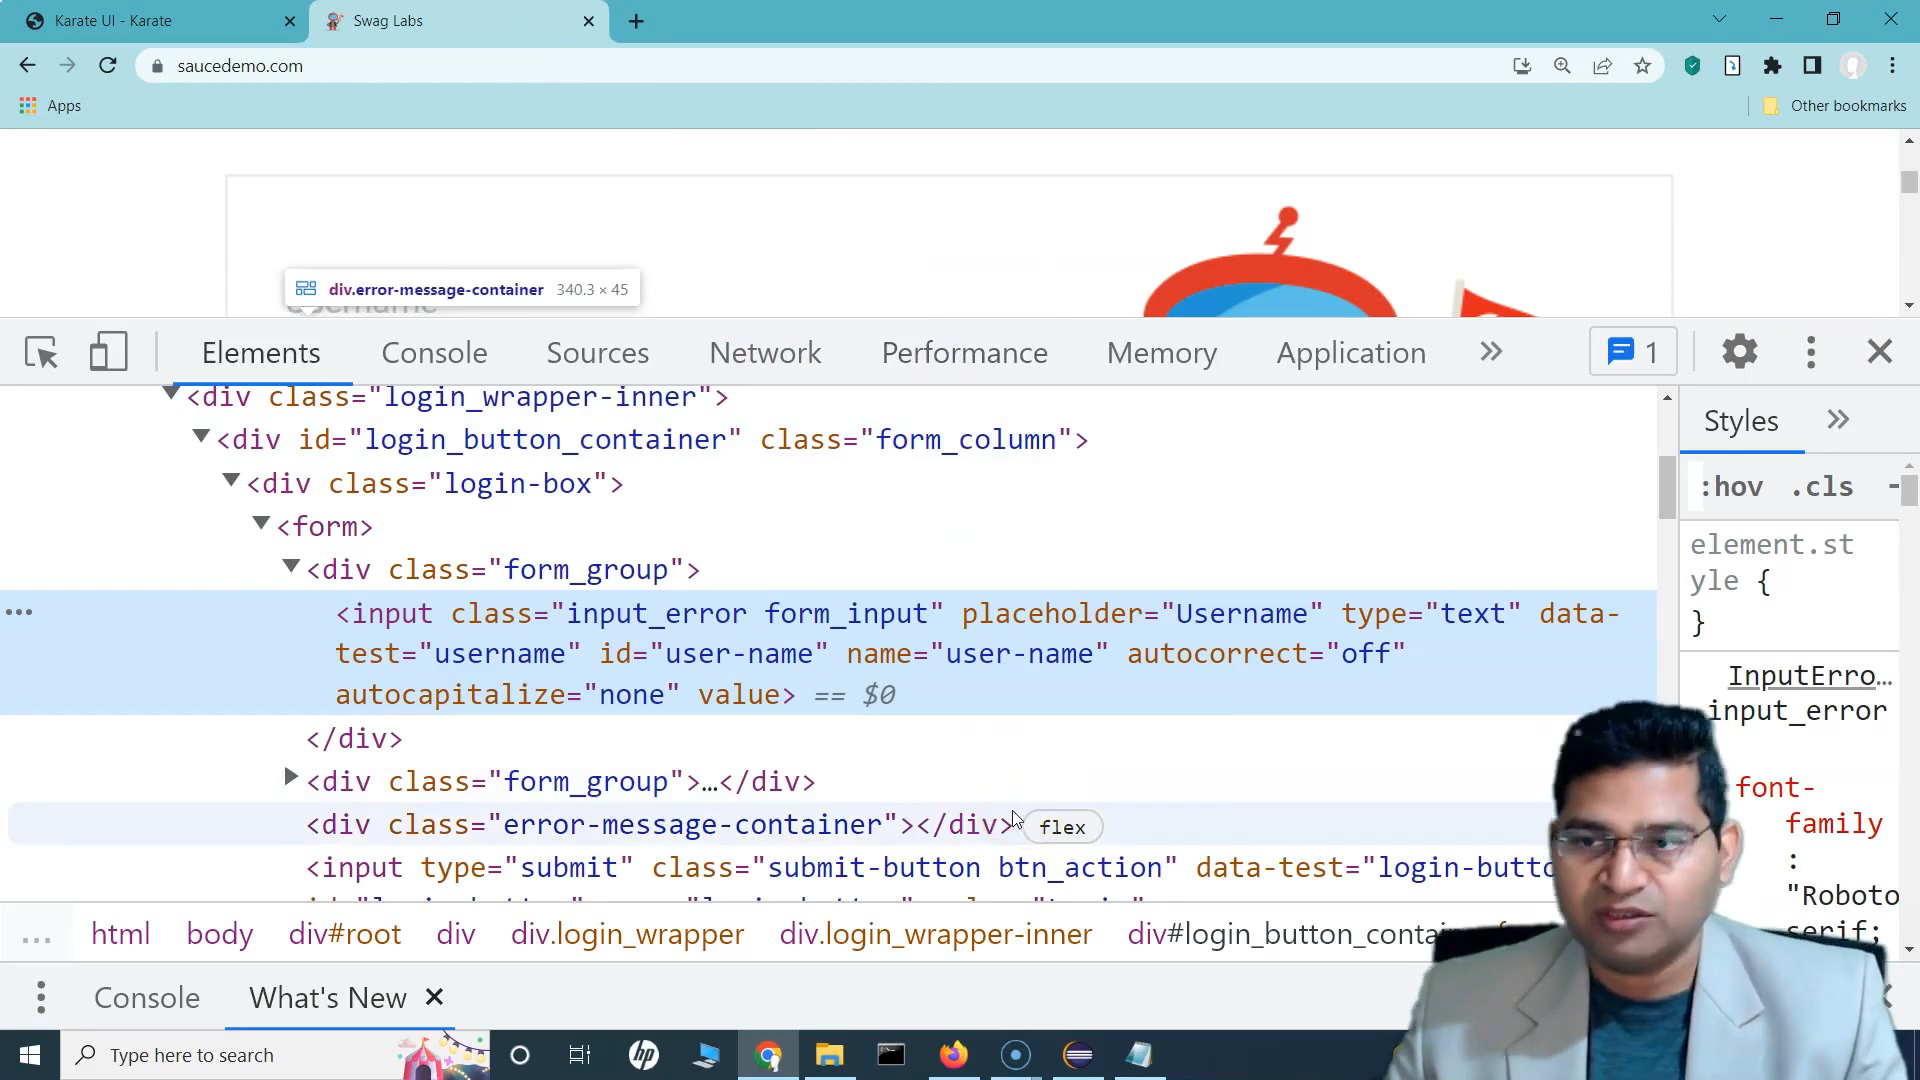 Karate UI - Karate
Swag Labs
saucedemo.com
Apps
Other bookmarks
div.error-message-container 340.3 × 45
Username
Elements
Console
Sources
Network
Performance
Memory
Application
1
<div class="login_wrapper-inner">
<div id="login_button_container" class="form_column">
<div class="login-box">
<form>
<div class="form_group">
<input class="input_error form_input" placeholder="Username" type="text" data-
test="username" id="user-name" name="user-name" autocorrect="off"
autocapitalize="none" value> == $0
</div>
<div class="form_group">…</div>
<div class="error-message-container"></div>
flex
<input type="submit" class="submit-button btn_action" data-test="login-butto
Styles
:hov .cls
element.st
yle {
}
InputErro…
input_error
font-
family
:
"Roboto
serif;
… html body div#root div div.login_wrapper div.login_wrapper-inner div#login_button_contai
Console
What's New
Type here to search
hp